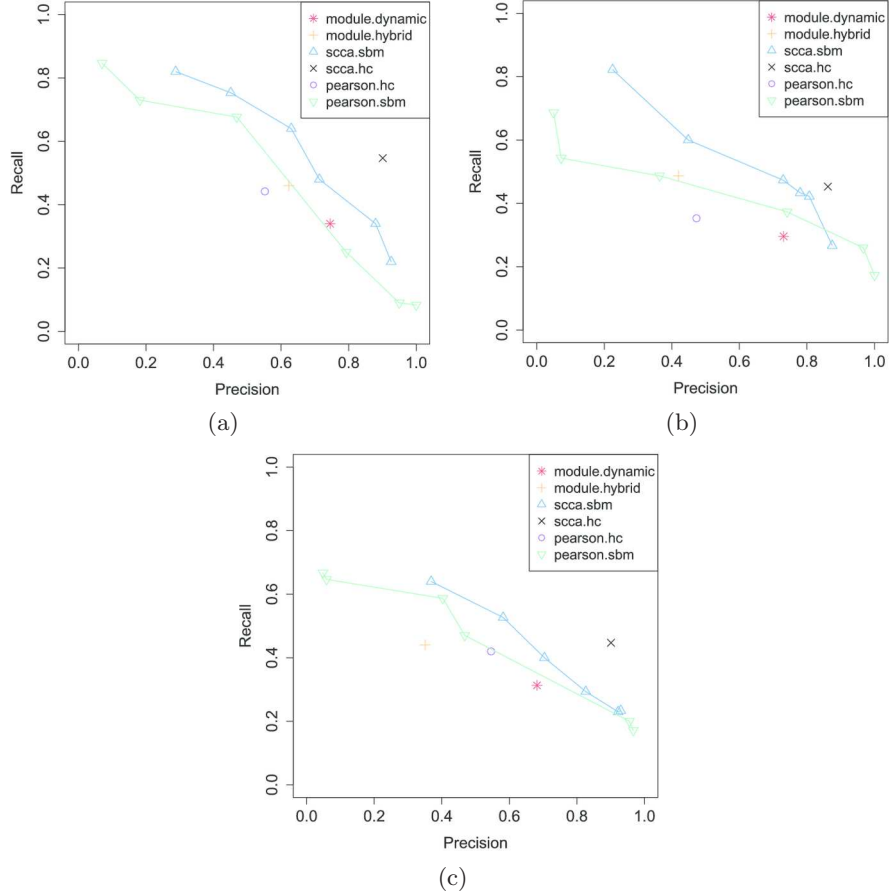 1.0
0.8
0.6
0.4
0.2
0.0
Recall
module.dynamic
module.hybrid
scca.sbm
scca.hc
pearson.hc
pearson.sbm
0.0 0.2 0.4 0.6 0.8 1.0
Precision
(a)
1.0
0.8
0.6
0.4
0.2
0.0
Recall
module.dynamic
module.hybrid
scca.sbm
scca.hc
pearson.hc
pearson.sbm
0.0 0.2 0.4 0.6 0.8 1.0
Precision
(b)
1.0
0.8
0.6
0.4
0.2
0.0
Recall
module.dynamic
module.hybrid
scca.sbm
scca.hc
pearson.hc
pearson.sbm
0.0 0.2 0.4 0.6 0.8 1.0
Precision
(c)